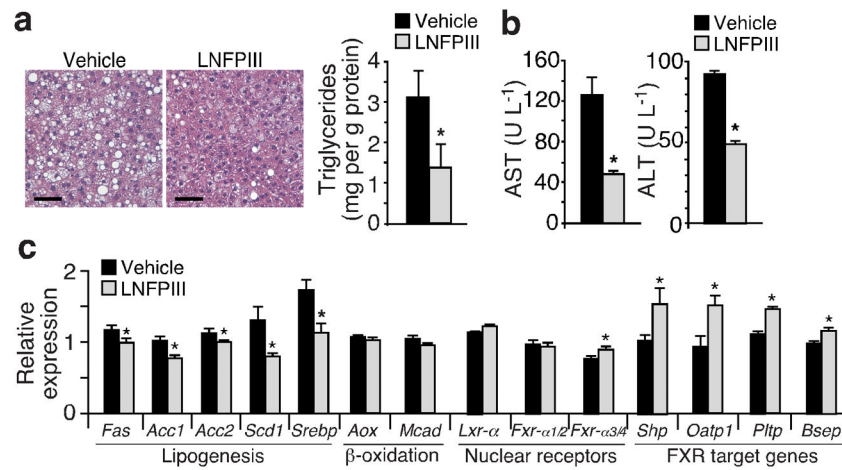 a
Vehicle
LNFPIII
Triglycerides
(mg per g protein)
4
3
2
1
0
*
Vehicle
LNFPIII
b
AST (U L-1)
160
120
80
40
0
*
ALT (U L-1)
100
50
0
*
c
Vehicle
LNFPIII
Relative
expression
2
1
0
* * * * * * * * * *
Fas Acc1 Acc2 Scd1 Srebp Aox Mcad Lxr-α Fxr-α1/2 Fxr-α3/4 Shp Oatp1 Pltp Bsep
Lipogenesis β-oxidation Nuclear receptors FXR target genes